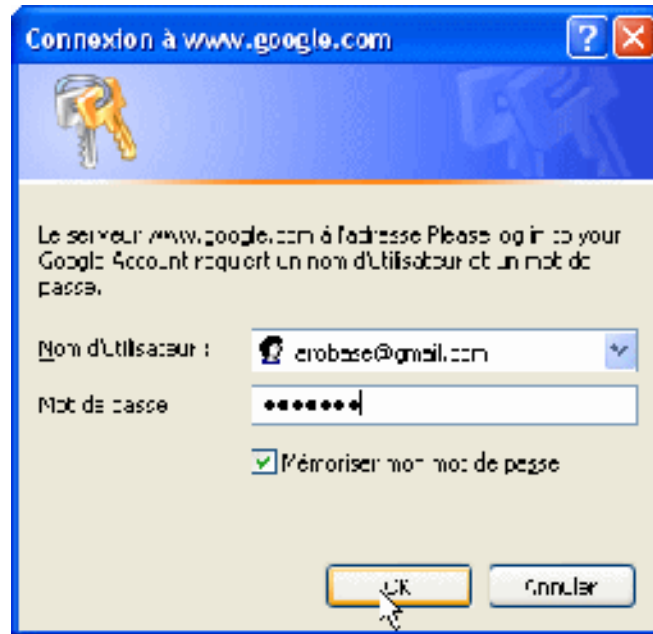 Connexion à www.google.com
Le serveur www.google.com à l'adresse Please log in to your
Google Account requiert un nom d'utilisateur et un mot de
passe.
Nom d'utilisateur :
arobase@gmail.com
Mot de passe
Mémoriser mon mot de passe
OK
Annuler